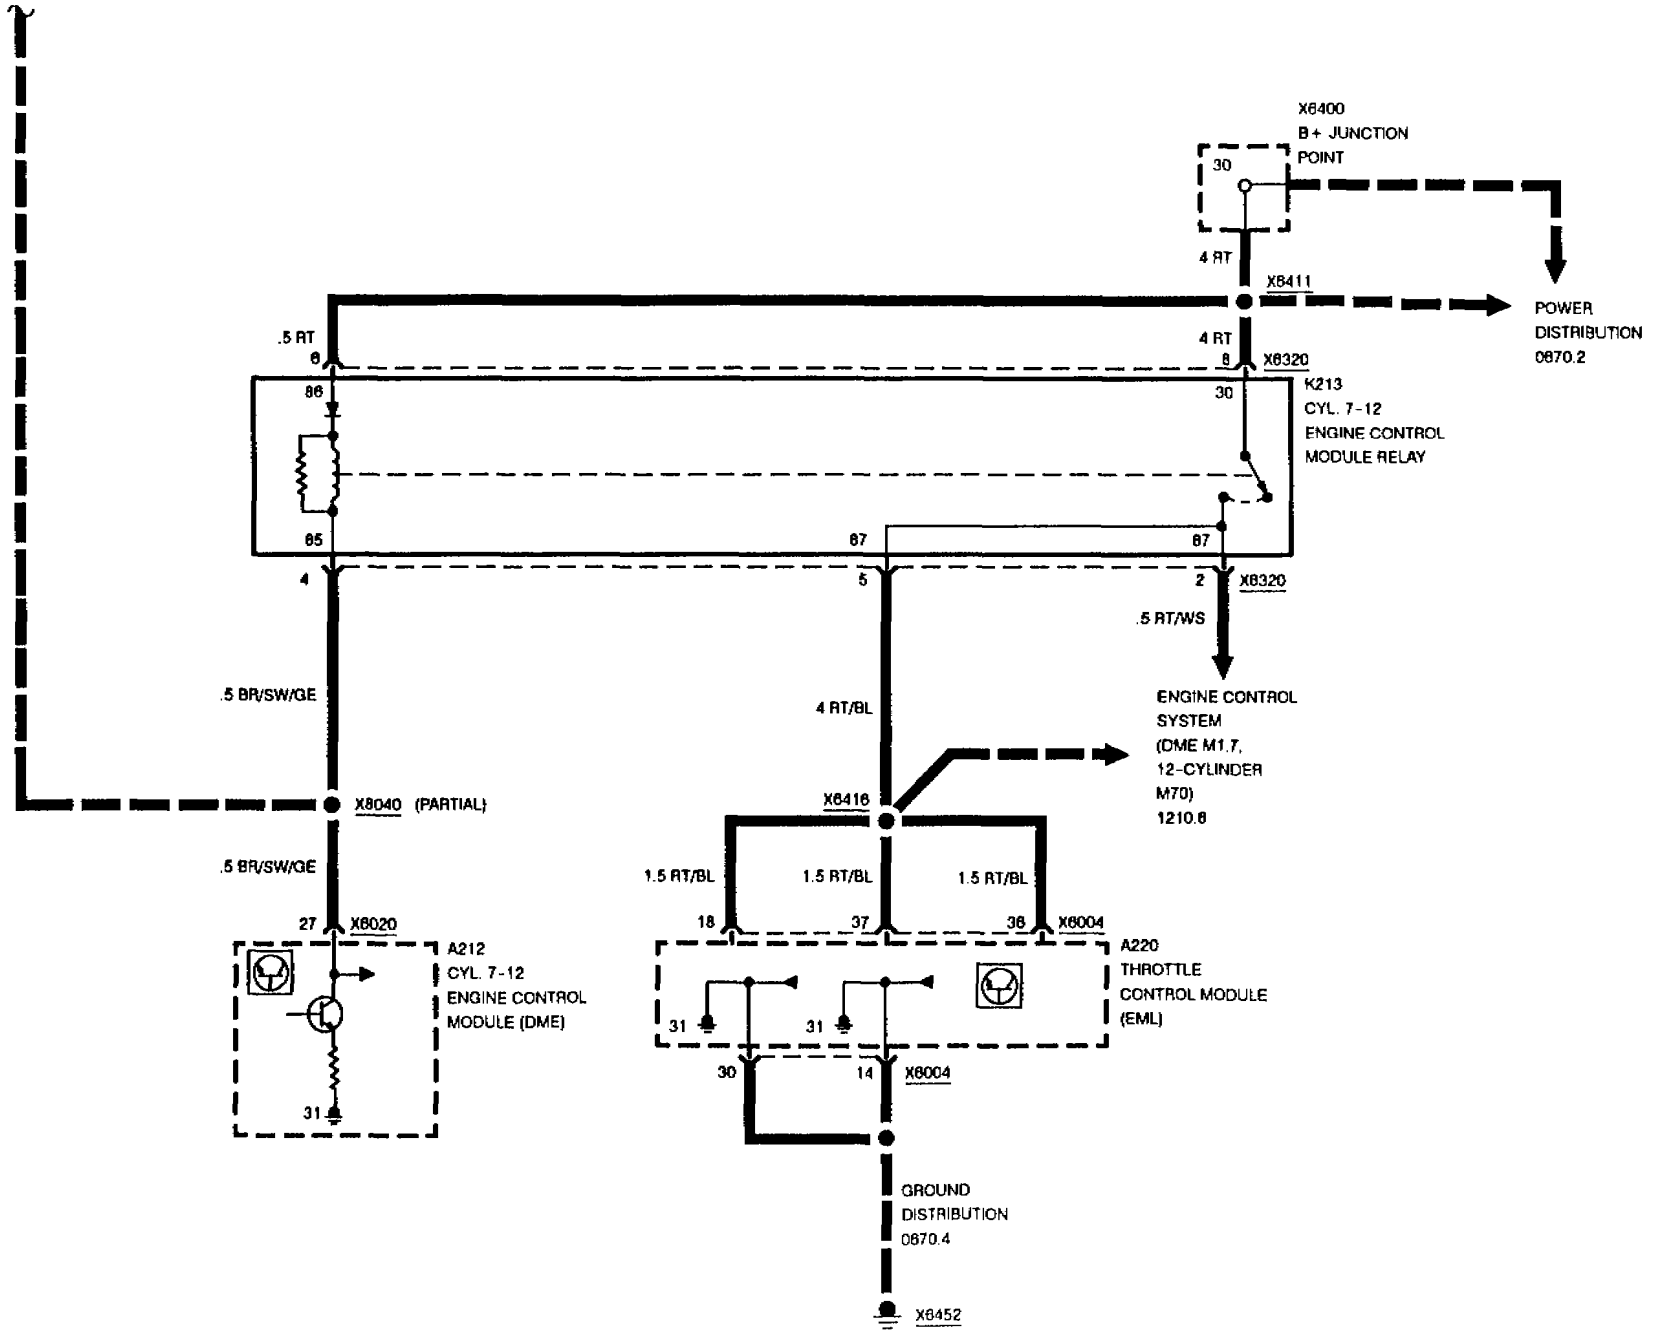 X6400
B+ JUNCTION
POINT
30
4 RT
X6411
.5 RT
4 RT
POWER
DISTRIBUTION
0670.2
6
8
X6320
86
30
K213
CYL. 7-12
ENGINE CONTROL
MODULE RELAY
85
87
87
4
5
2
X6320
.5 RT/WS
.5 BR/SW/GE
4 RT/BL
ENGINE CONTROL
SYSTEM
(DME M1.7,
12-CYLINDER
M70)
1210.8
X8040 (PARTIAL)
X6416
.5 BR/SW/GE
1.5 RT/BL
1.5 RT/BL
1.5 RT/BL
27
X6020
18
37
36
X6004
A212
CYL. 7-12
ENGINE CONTROL
MODULE (DME)
A220
THROTTLE
CONTROL MODULE
(EML)
31
31
31
30
14
X6004
GROUND
DISTRIBUTION
0670.4
X6452